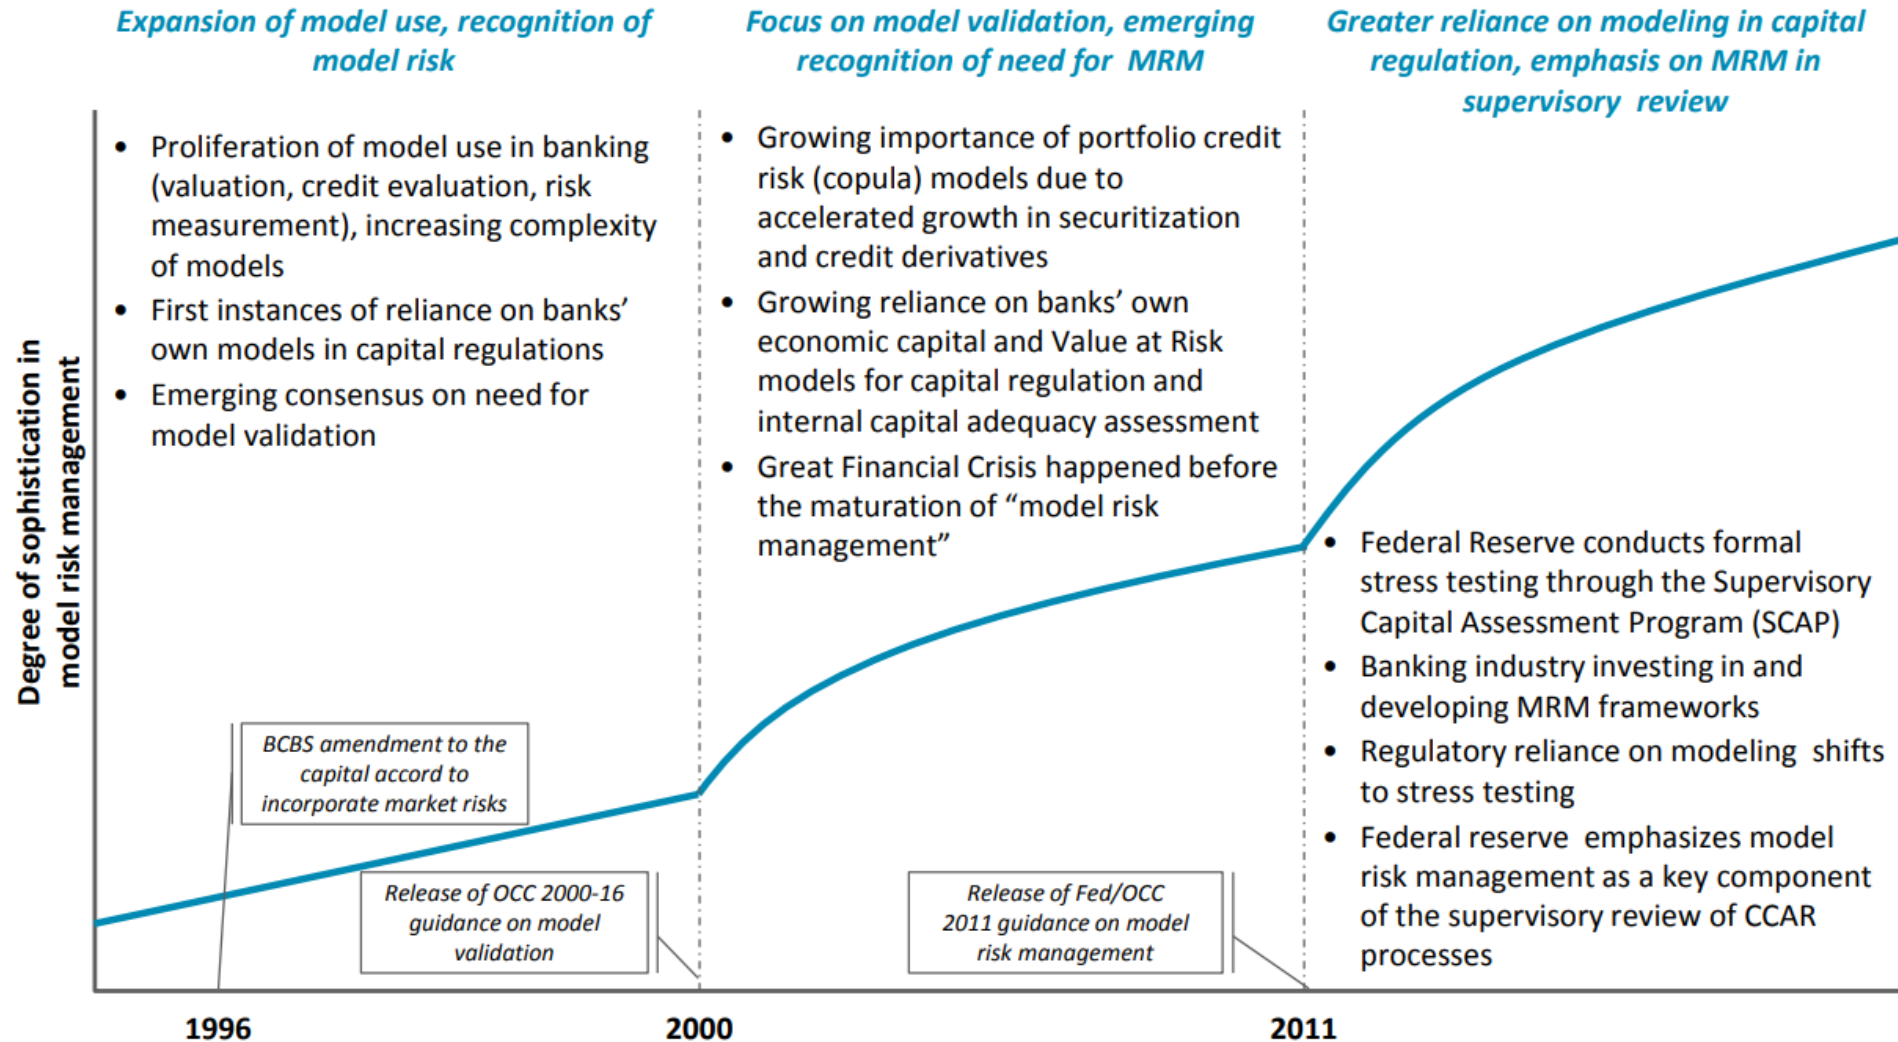 Expansion of model use, recognition of
model risk
Focus on model validation, emerging
recognition of need for MRM
Greater reliance on modeling in capital
regulation, emphasis on MRM in
supervisory review
Degree of sophistication in
model risk management
• Proliferation of model use in banking
(valuation, credit evaluation, risk
measurement), increasing complexity
of models
• First instances of reliance on banks’
own models in capital regulations
• Emerging consensus on need for
model validation
• Growing importance of portfolio credit
risk (copula) models due to
accelerated growth in securitization
and credit derivatives
• Growing reliance on banks’ own
economic capital and Value at Risk
models for capital regulation and
internal capital adequacy assessment
• Great Financial Crisis happened before
the maturation of “model risk
management”
• Federal Reserve conducts formal
stress testing through the Supervisory
Capital Assessment Program (SCAP)
• Banking industry investing in and
developing MRM frameworks
• Regulatory reliance on modeling shifts
to stress testing
• Federal reserve emphasizes model
risk management as a key component
of the supervisory review of CCAR
processes
BCBS amendment to the
capital accord to
incorporate market risks
Release of OCC 2000-16
guidance on model
validation
Release of Fed/OCC
2011 guidance on model
risk management
1996
2000
2011